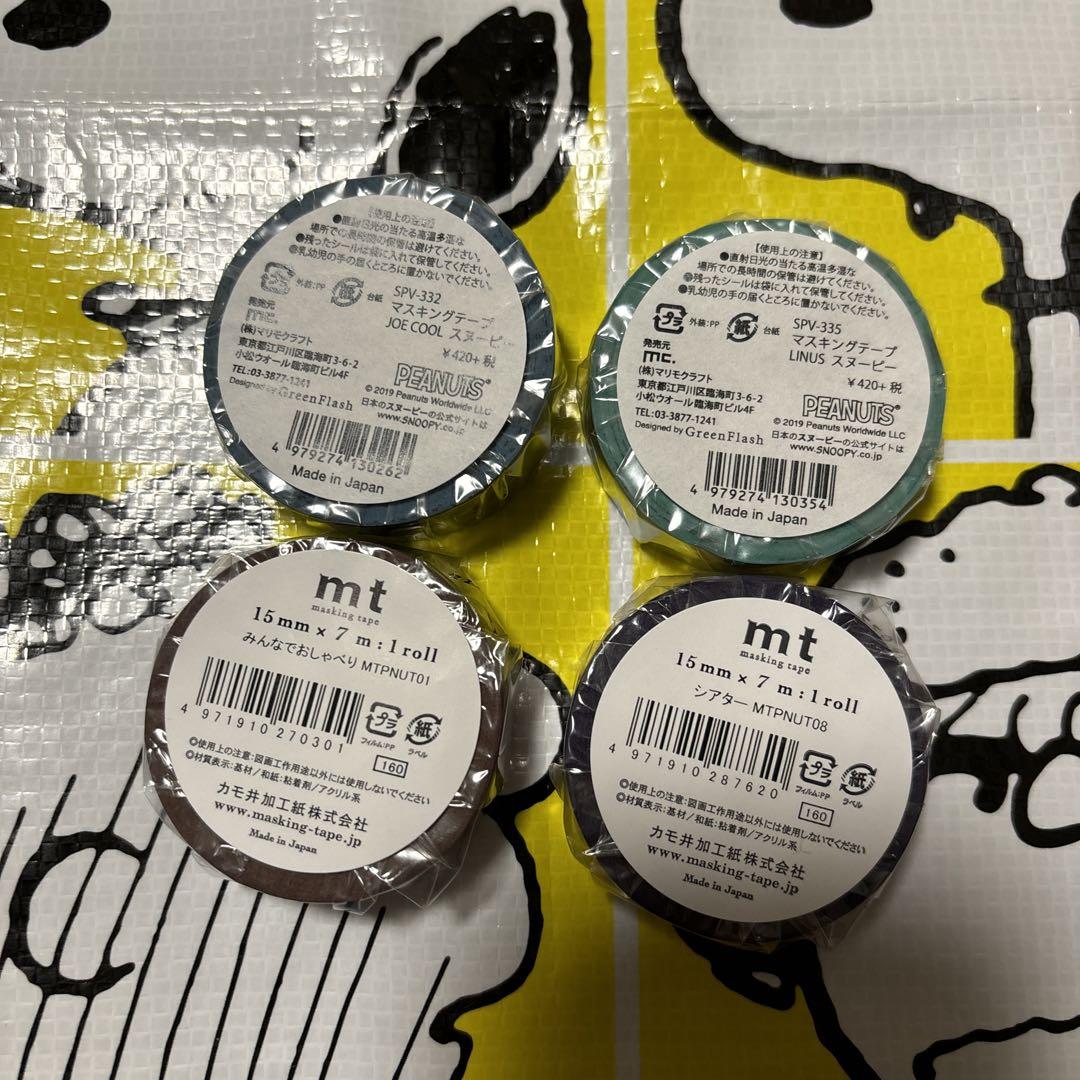 【使用上の注意】
●直射日光の当たる高温多湿な
場所での長時間の保管は避けてください。
●残ったシールは袋に入れて保管してください。
●乳幼児の手の届くところに置かないでください。
プラ 外装:PP 紙 台紙
SPV-332
マスキングテープ
JOE COOL スヌーピー
¥420+税
発売元
mc.
(株)マリモクラフト
東京都江戸川区臨海町3-6-2
小松ウオール臨海町ビル4F
TEL:03-3877-1241
Designed by GreenFlash
PEANUTS®
© 2019 Peanuts Worldwide LLC
日本のスヌーピーの公式サイトは
www.SNOOPY.co.jp
4 979274 130262
Made in Japan
【使用上の注意】
●直射日光の当たる高温多湿な
場所での長時間の保管は避けてください。
●残ったシールは袋に入れて保管してください。
●乳幼児の手の届くところに置かないでください。
プラ 外装:PP 紙 台紙
SPV-335
マスキングテープ
LINUS スヌーピー
¥420+税
発売元
mc.
(株)マリモクラフト
東京都江戸川区臨海町3-6-2
小松ウオール臨海町ビル4F
TEL:03-3877-1241
Designed by GreenFlash
PEANUTS®
© 2019 Peanuts Worldwide LLC
日本のスヌーピーの公式サイトは
www.SNOOPY.co.jp
4 979274 130354
Made in Japan
mt
masking tape
15mm × 7m:1roll
みんなでおしゃべり MTPNUT01
4 971910 270301
プラ 紙
フィルム:PP ラベル
160
◎使用上の注意:図画工作用途以外には使用しないでください
◎材質表示:基材/和紙:粘着剤/アクリル系
カモ井加工紙株式会社
www.masking-tape.jp
Made in Japan
mt
masking tape
15mm × 7m:1roll
シアター MTPNUT08
4 971910 287620
プラ 紙
フィルム:PP ラベル
160
◎使用上の注意:図画工作用途以外には使用しないでください
◎材質表示:基材/和紙:粘着剤/アクリル系
カモ井加工紙株式会社
www.masking-tape.jp
Made in Japan